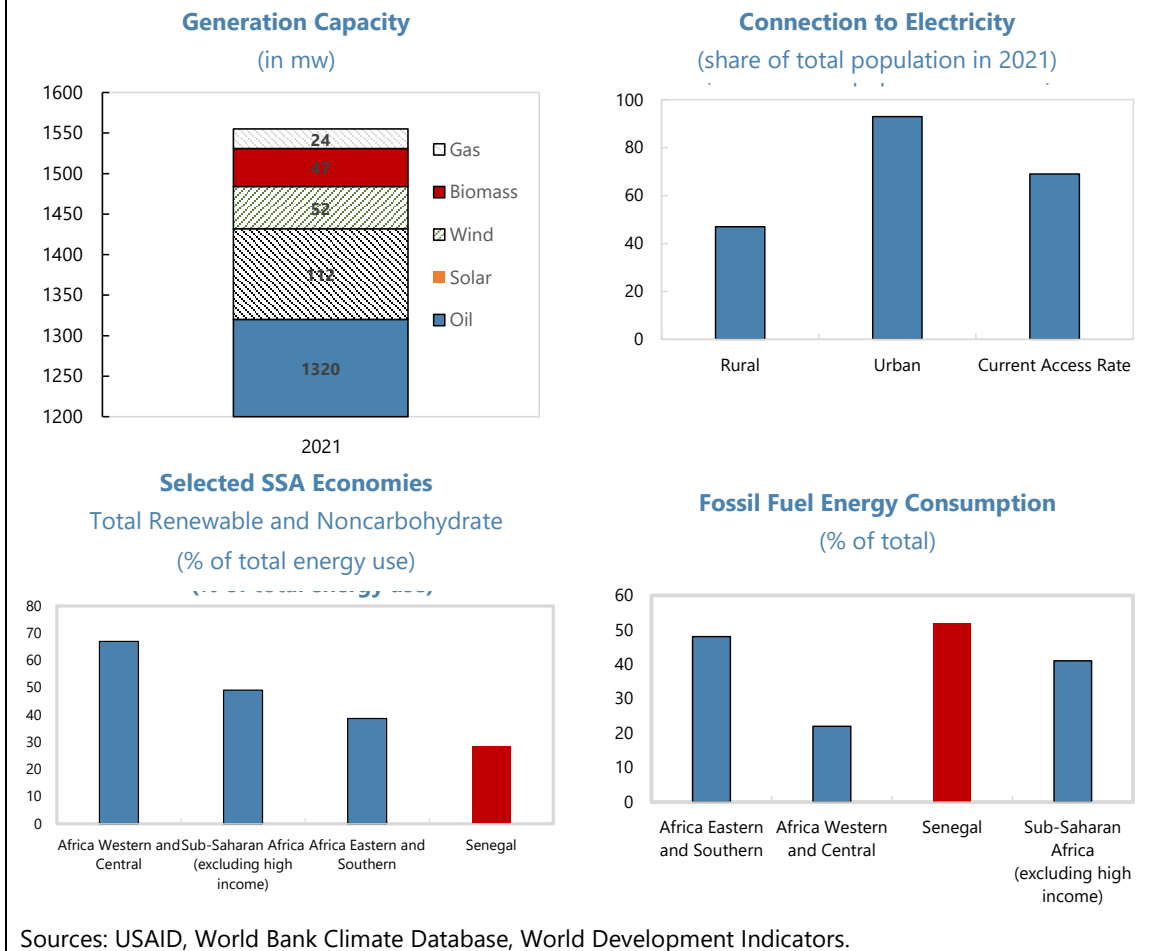 Generation Capacity
(in mw)
1600
1550
1500
1450
1400
1350
1300
1250
1200
24
47
52
112
1320
Gas
Biomass
Wind
Solar
Oil
2021
Connection to Electricity
(share of total population in 2021)
100
80
60
40
20
0
Rural
Urban
Current Access Rate
Selected SSA Economies
Total Renewable and Noncarbohydrate
(% of total energy use)
(% of total energy use)
80
70
60
50
40
30
20
10
0
Africa Western and
Central
Sub-Saharan Africa
(excluding high
income)
Africa Eastern and
Southern
Senegal
Fossil Fuel Energy Consumption
(% of total)
60
50
40
30
20
10
0
Africa Eastern
and Southern
Africa Western
and Central
Senegal
Sub-Saharan
Africa
(excluding high
income)
Sources: USAID, World Bank Climate Database, World Development Indicators.